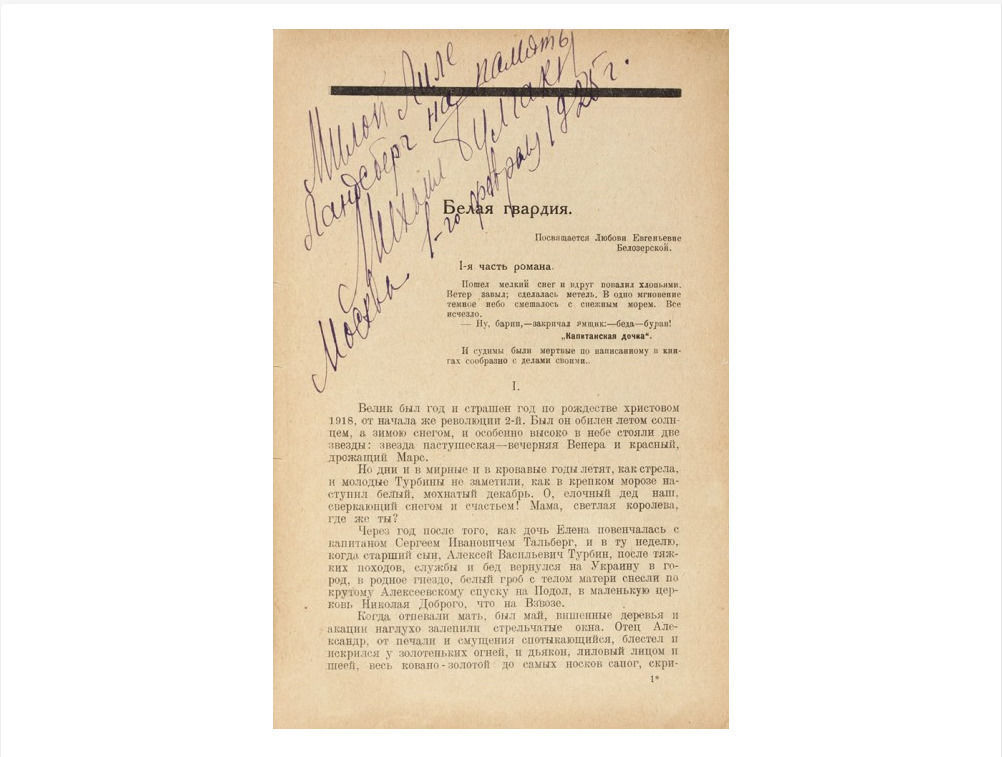 Милой Лиле
Ландсберг на память
Михаил Булгаков
Москва 1-го февраля 1925 г.
Белая гвардия.
Посвящается Любови Евгеньевне
Белозерской.
1-я часть романа.
Пошел мелкий снег и вдруг повалил хлопьями.
Ветер завыл; сделалась метель. В одно мгновение
темное небо смешалось с снежным морем. Все
исчезло.
— Ну, барин,—закричал ямщик:—беда—буран!
„Капитанская дочка“.
И судимы были мертвые по написанному в кни-
гах сообразно с делами своими..
I.
Велик был год и страшен год по рождестве христовом
1918, от начала же революции 2-й. Был он обилен летом солн-
цем, а зимою снегом, и особенно высоко в небе стояли две
звезды: звезда пастушеская—вечерняя Венера и красный,
дрожащий Марс.
Но дни и в мирные и в кровавые годы летят, как стрела,
и молодые Турбины не заметили, как в крепком морозе на-
ступил белый, мохнатый декабрь. О, елочный дед наш,
сверкающий снегом и счастьем! Мама, светлая королева,
где же ты?
Через год после того, как дочь Елена повенчалась с
капитаном Сергеем Ивановичем Тальберг, и в ту неделю,
когда старший сын, Алексей Васильевич Турбин, после тяж-
ких походов, службы и бед вернулся на Украину в го-
род, в родное гнездо, белый гроб с телом матери снесли по
крутому Алексеевскому спуску на Подол, в маленькую цер-
ковь Николая Доброго, что на Взвозе.
Когда отпевали мать, был май, вишенные деревья и
акации наглухо залепили стрельчатые окна. Отец Але-
ксандр, от печали и смущения спотыкающийся, блестел и
искрился у золотеньких огней, и дьякон, лиловый лицом и
шеей, весь ковано-золотой до самых носков сапог, скри-
1*